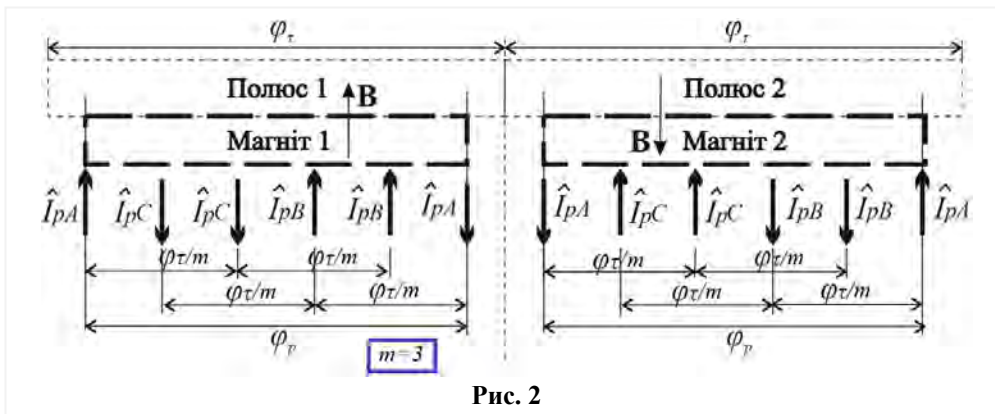 φτ φτ
Полюс 1 B Полюс 2
Магніт 1 B Магніт 2
ÎpA ÎpC ÎpC ÎpB ÎpB ÎpA ÎpA ÎpC ÎpC ÎpB ÎpB ÎpA
φτ/m φτ/m φτ/m φτ/m
φτ/m φτ/m φτ/m φτ/m
φp φp
m=3
Рис. 2